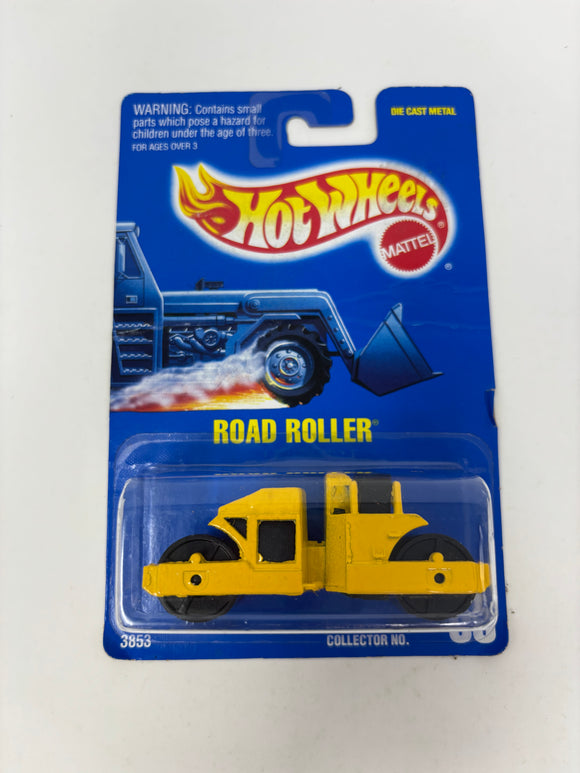 WARNING: Contains small
parts which pose a hazard for
children under the age of three.
FOR AGES OVER 3
DIE CAST METAL
HOT WHEELS®
MATTEL
®
ROAD ROLLER®
3853
COLLECTOR NO.